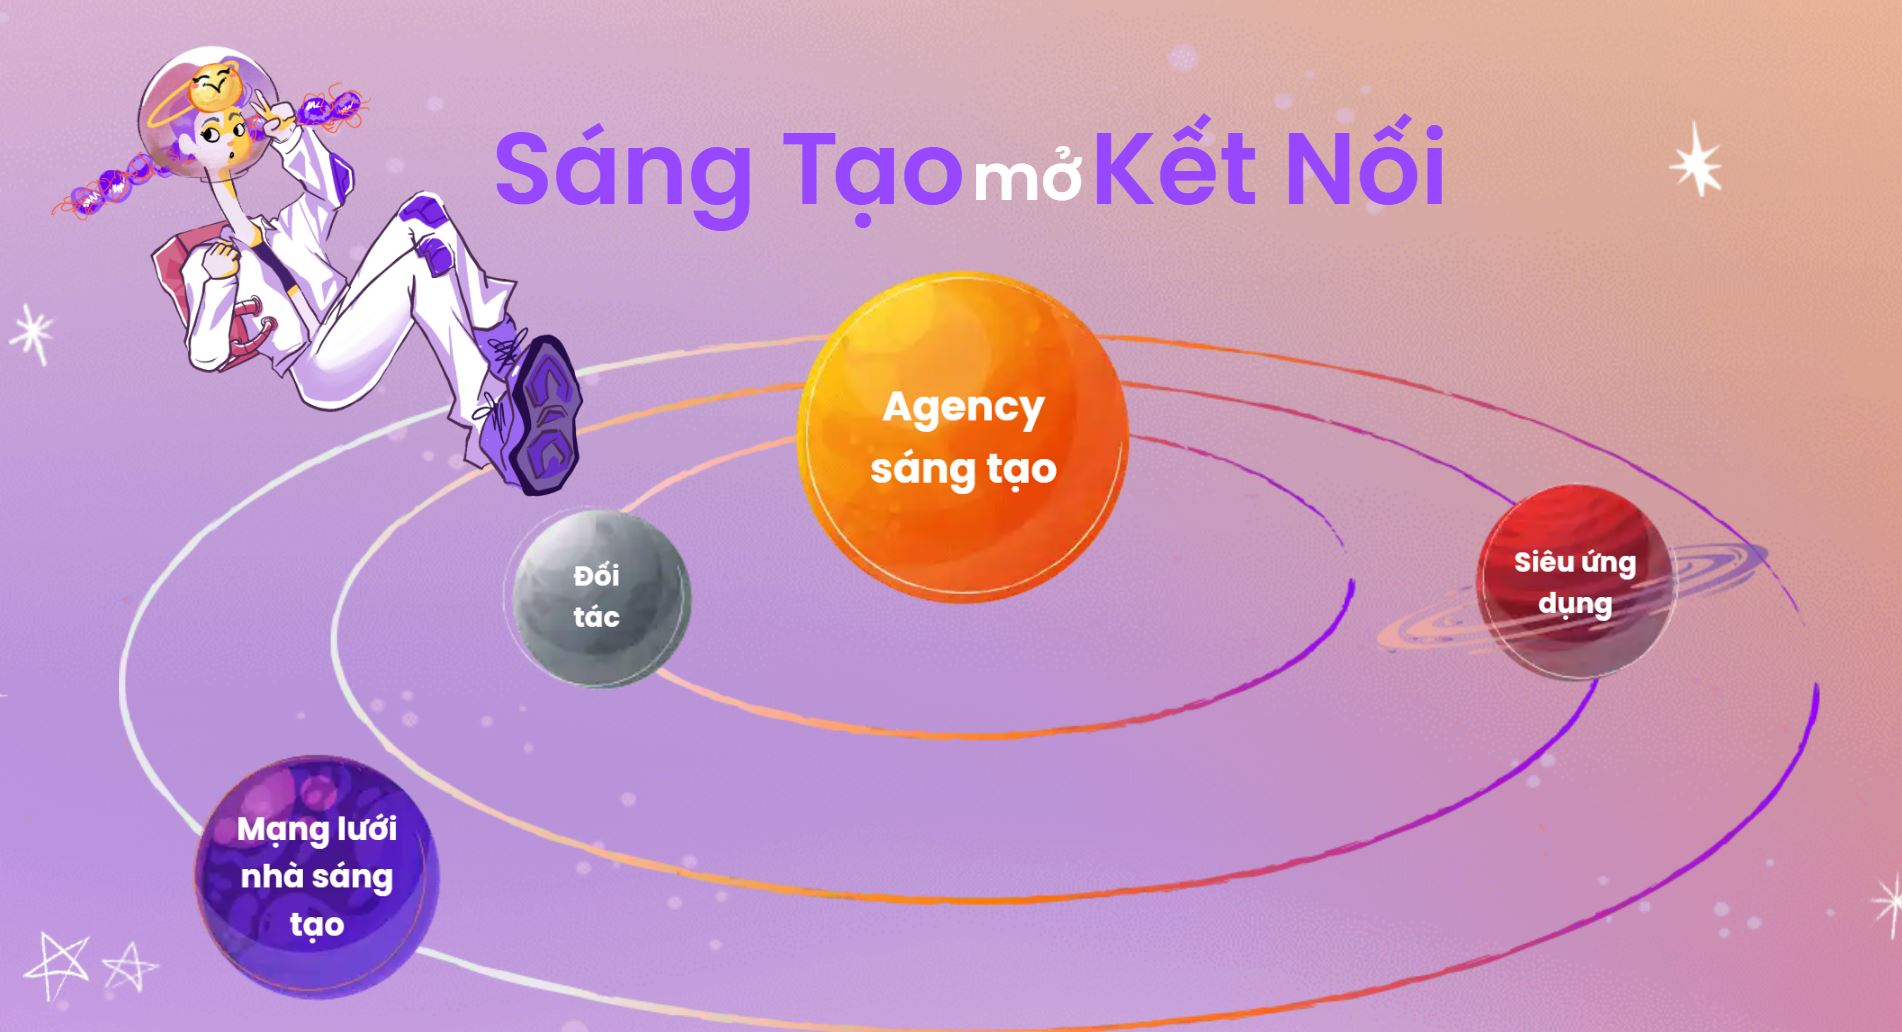 Sáng Tạo mở Kết Nối
Agency
sáng tạo
Đối
tác
Siêu ứng
dụng
Mạng lưới
nhà sáng
tạo